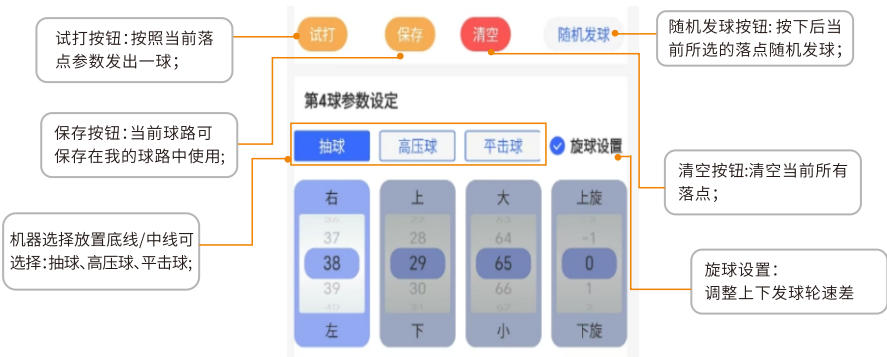 试打按钮：按照当前落
点参数发出一球；
保存按钮：当前球路可
保存在我的球路中使用；
机器选择放置底线/中线可
选择：抽球、高压球、平击球；
试打
保存
清空
随机发球
第4球参数设定
抽球
高压球
平击球
旋球设置
右
上
大
上旋
36
27
63
37
28
64
-1
38
29
65
0
39
30
66
1
40
31
67
2
左
下
小
下旋
随机发球按钮：按下后当
前所选的落点随机发球；
清空按钮：清空当前所有
落点；
旋球设置：
调整上下发球轮速差